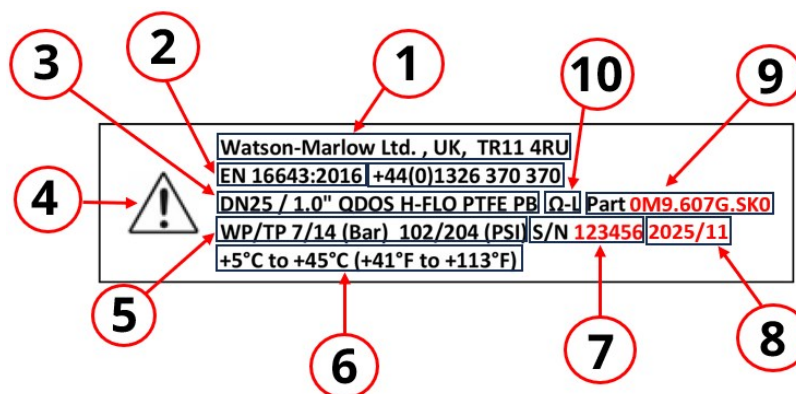 1
2
3
10
9
4
Watson-Marlow Ltd. , UK, TR11 4RU
EN 16643:2016 +44(0)1326 370 370
DN25 / 1.0" QDOS H-FLO PTFE PB Ω-L Part 0M9.607G.SK0
WP/TP 7/14 (Bar) 102/204 (PSI) S/N 123456 2025/11
+5°C to +45°C (+41°F to +113°F)
5
6
7
8